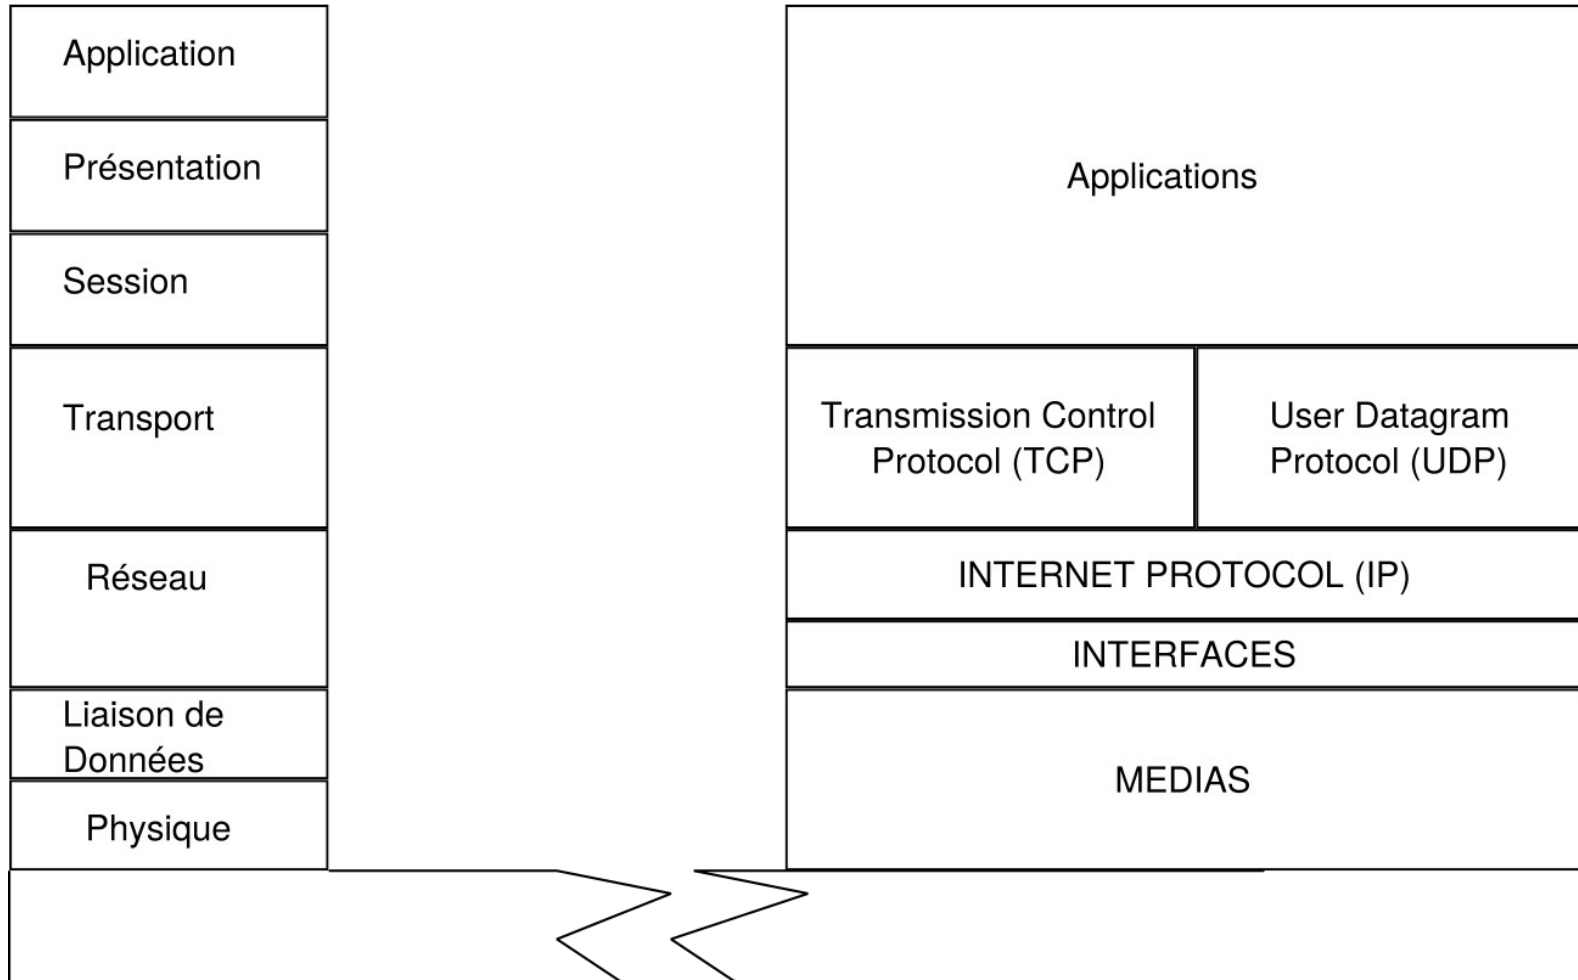 Application
Présentation
Session
Transport
Réseau
Liaison de
Données
Physique
Applications
Transmission Control
Protocol (TCP)
User Datagram
Protocol (UDP)
INTERNET PROTOCOL (IP)
INTERFACES
MEDIAS